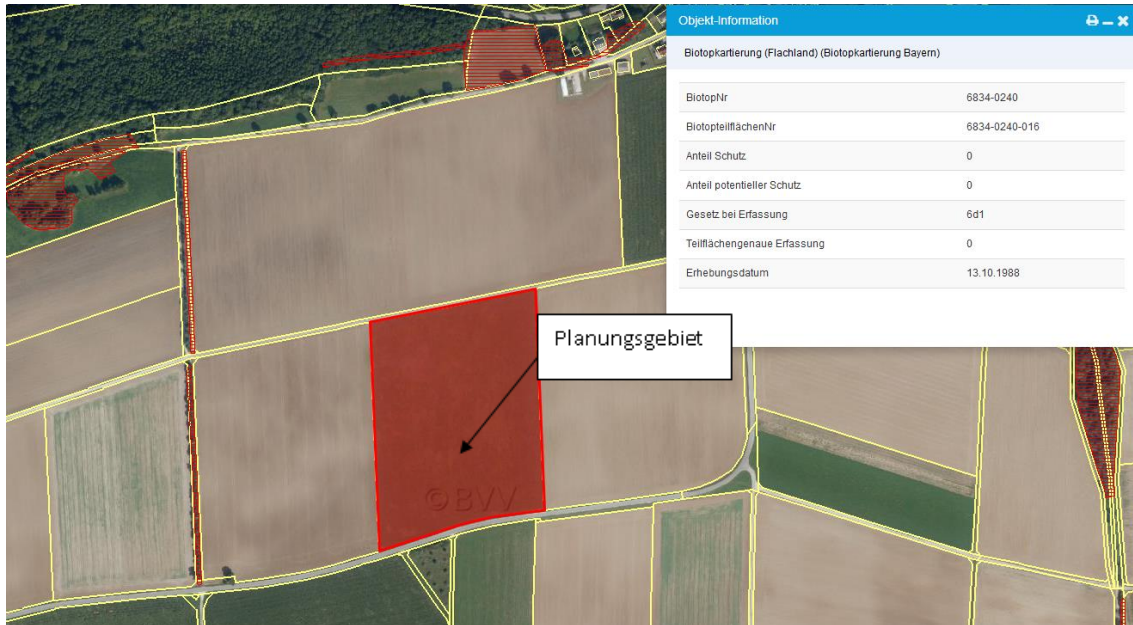 Objekt-Information
Biotopkartierung (Flachland) (Biotopkartierung Bayern)
BiotopNr 6834-0240
BiotopteilflächenNr 6834-0240-016
Anteil Schutz 0
Anteil potentieller Schutz 0
Gesetz bei Erfassung 6d1
Teilflächengenaue Erfassung 0
Erhebungsdatum 13.10.1988
Planungsgebiet
©BVV